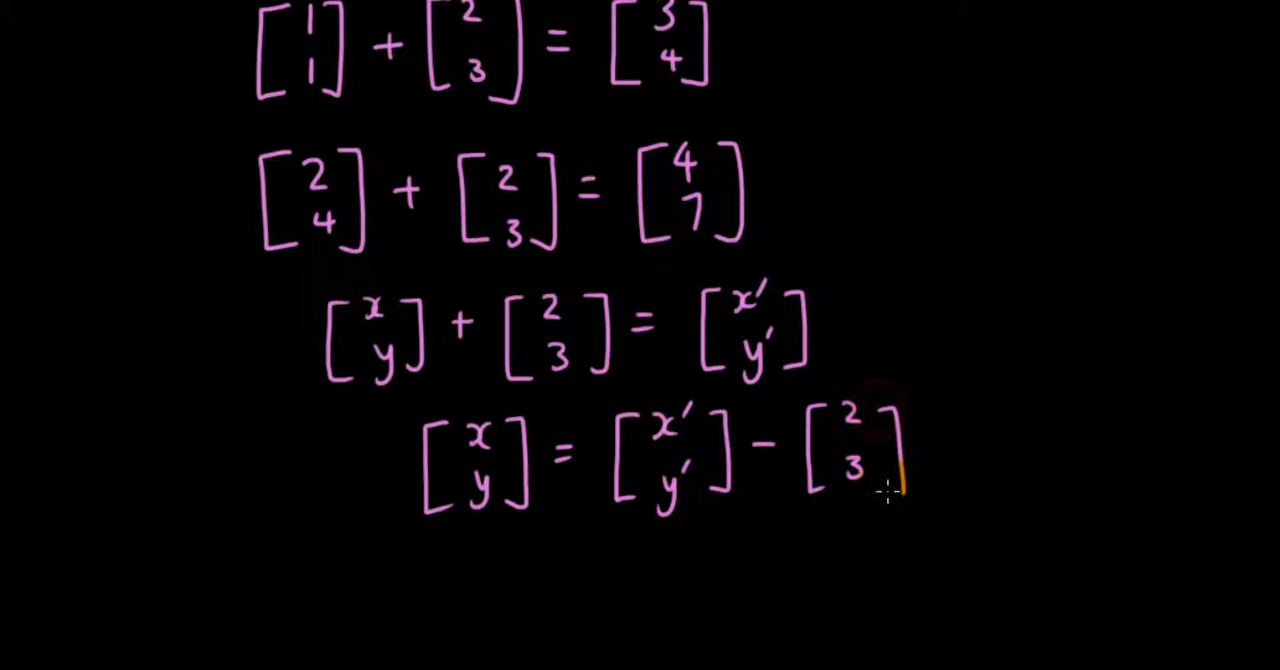 [1 1] + [2 3] = [3 4]
[2 4] + [2 3] = [4 7]
[x y] + [2 3] = [x′ y′]
[x y] = [x′ y′] − [2 3]